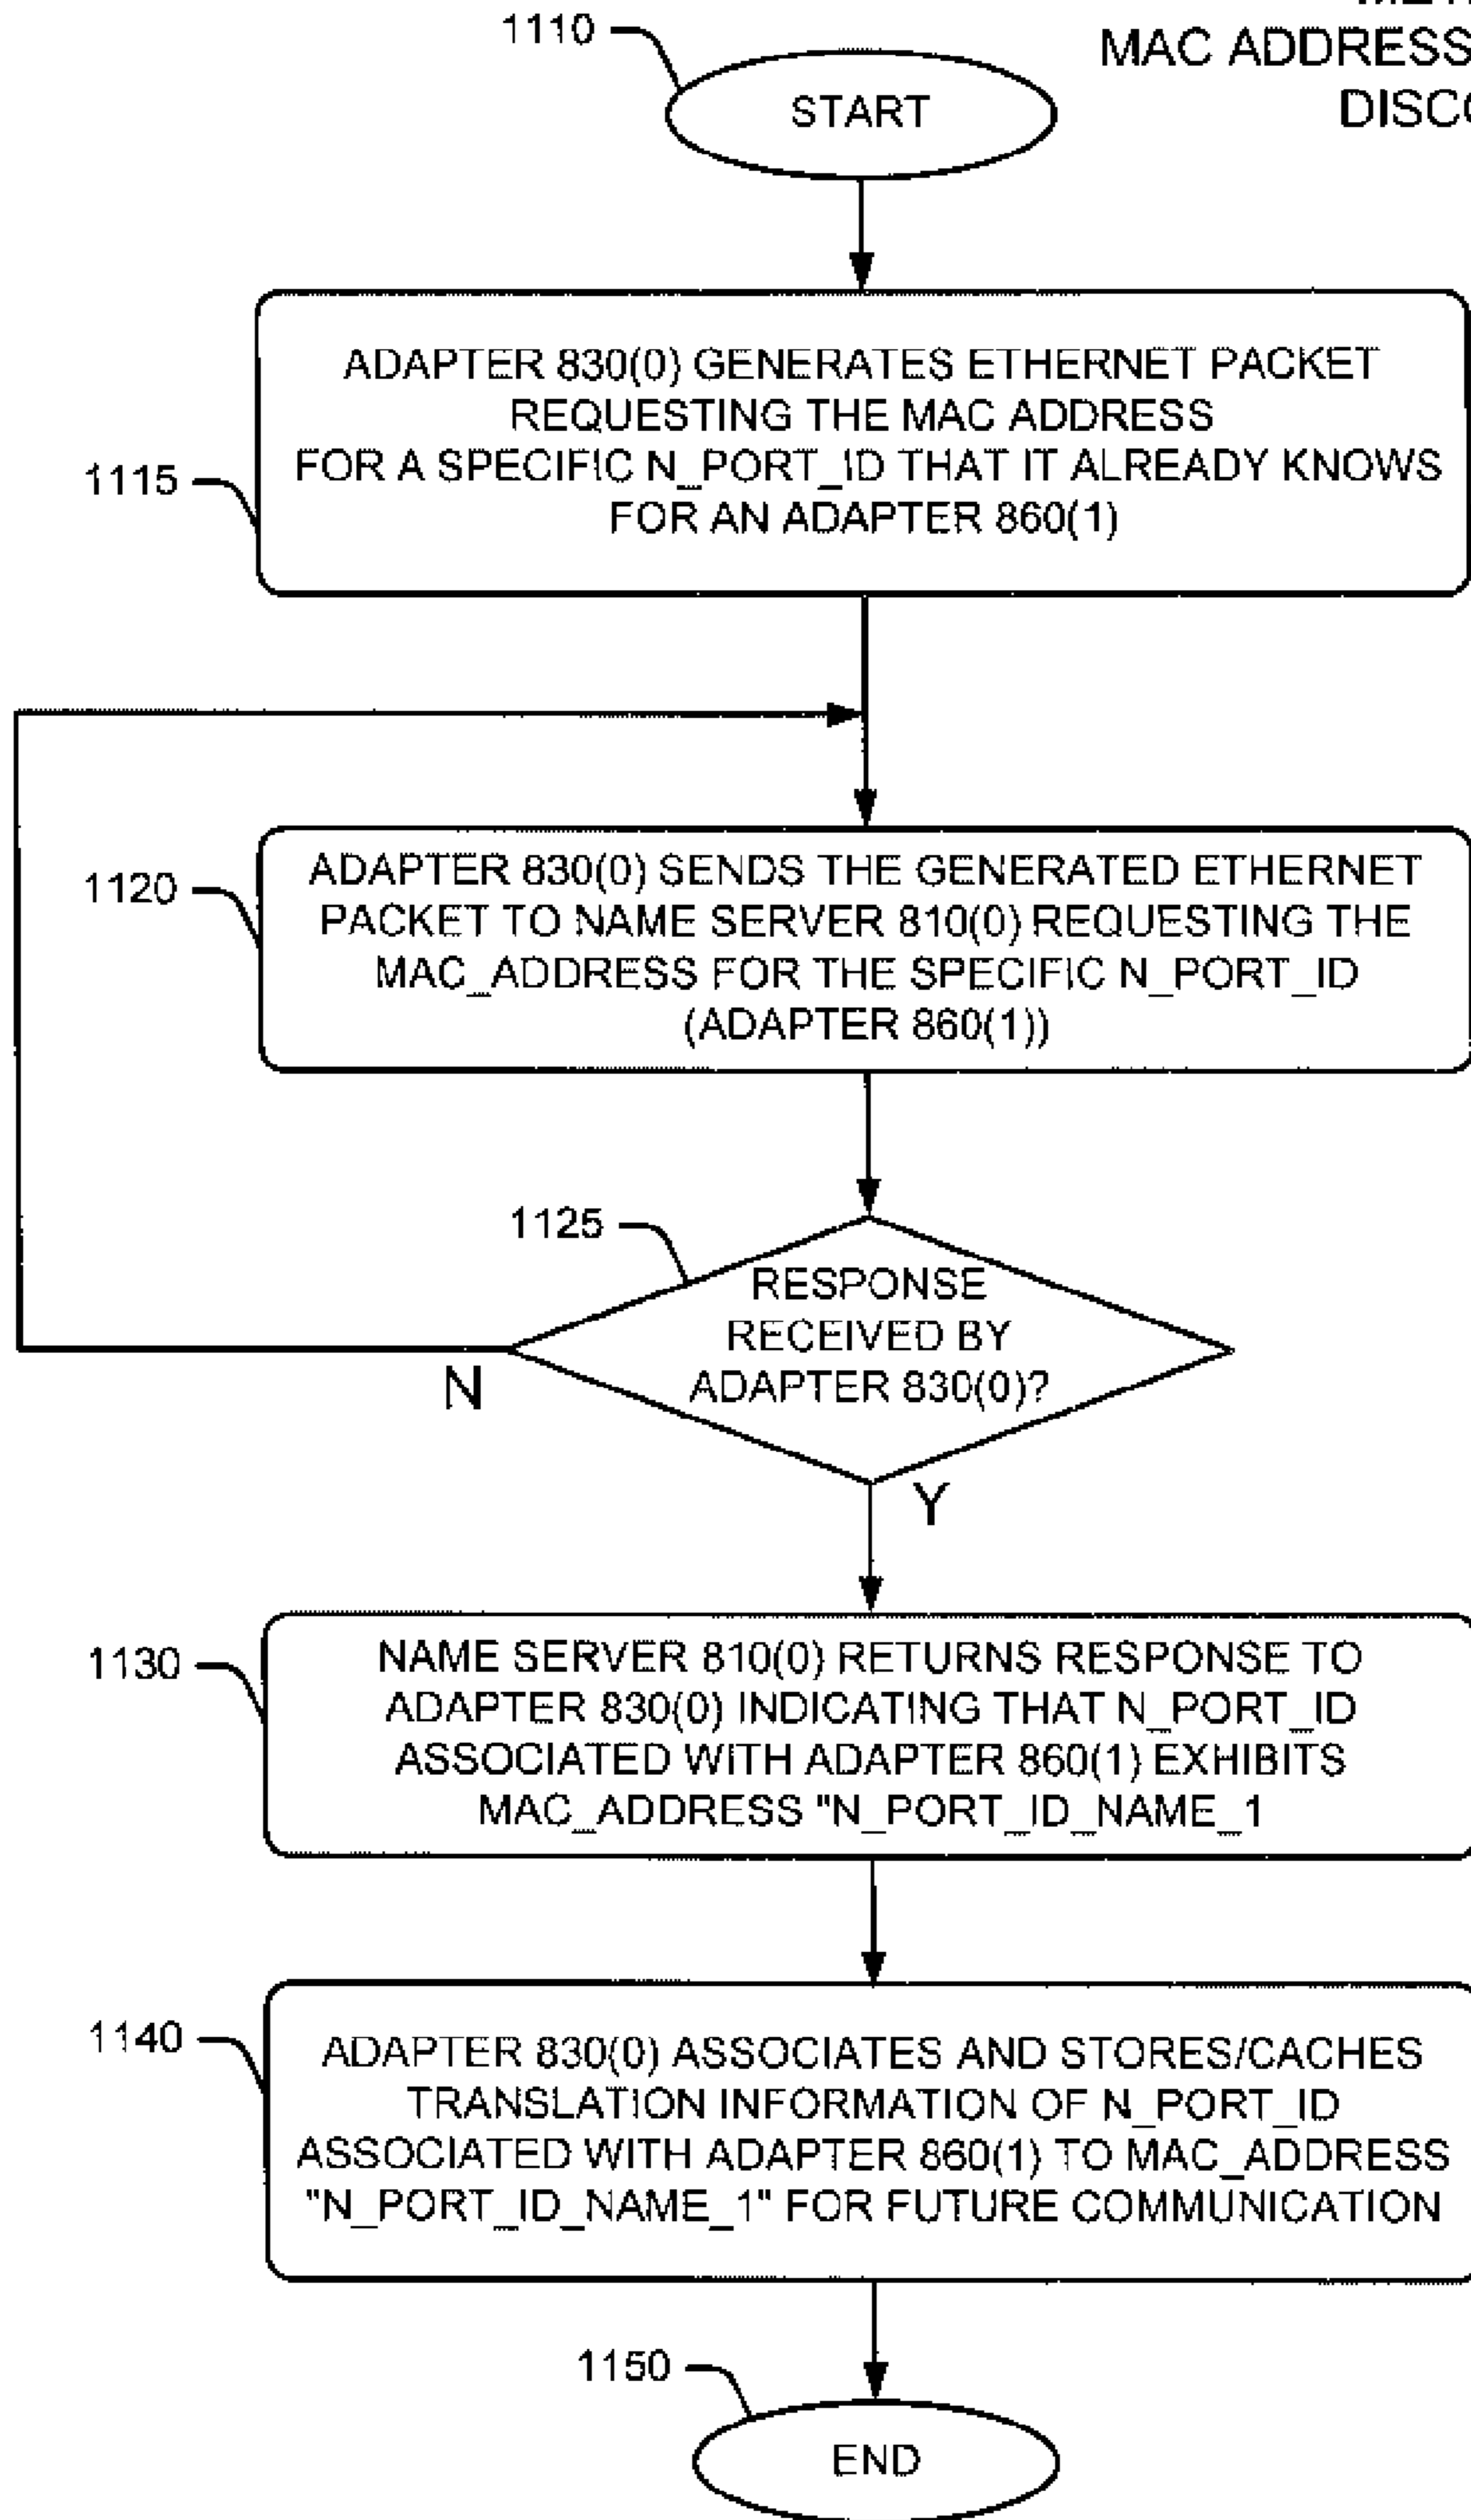 1110
MAC ADDRESS
START
ADAPTER 830(0) GENERATES ETHERNET PACKET
REQUESTING THE MAC ADDRESS
FOR A SPECIFIC N_PORT_ID THAT IT ALREADY KNOWS
FOR AN ADAPTER 860(1)
1115
ADAPTER 830(0) SENDS THE GENERATED ETHERNET
PACKET TO NAME SERVER 810(0) REQUESTING THE
MAC_ADDRESS FOR THE SPECIFIC N_PORT_ID
(ADAPTER 860(1))
1120
1125
RESPONSE
RECEIVED BY
ADAPTER 830(0)?
N
Y
1130
NAME SERVER 810(0) RETURNS RESPONSE TO
ADAPTER 830(0) INDICATING THAT N_PORT_ID
ASSOCIATED WITH ADAPTER 860(1) EXHIBITS
MAC_ADDRESS "N_PORT_ID_NAME_1
1140
ADAPTER 830(0) ASSOCIATES AND STORES/CACHES
TRANSLATION INFORMATION OF N_PORT_ID
ASSOCIATED WITH ADAPTER 860(1) TO MAC_ADDRESS
"N_PORT_ID_NAME_1" FOR FUTURE COMMUNICATION
1150
END